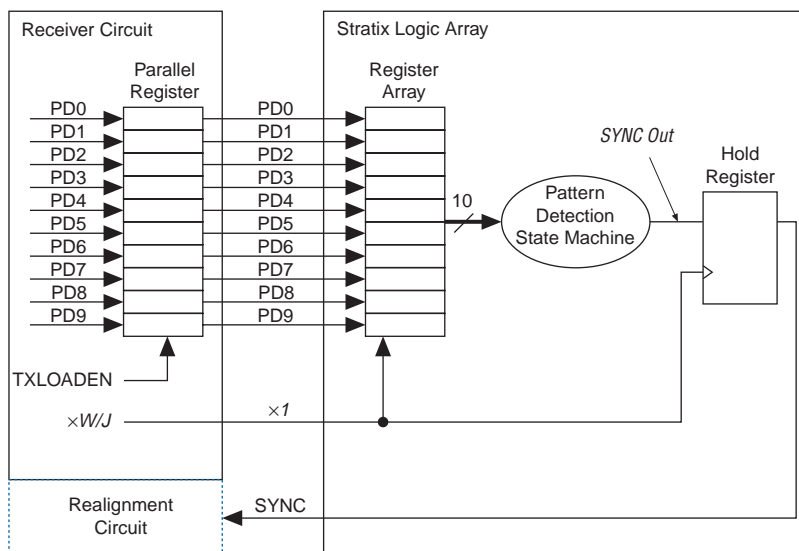 Receiver Circuit
Stratix Logic Array
Parallel
Register
Register
Array
PD0
PD0
PD1
PD1
PD2
PD2
PD3
PD3
PD4
PD4
PD5
PD5
PD6
PD6
PD7
PD7
PD8
PD8
PD9
PD9
10
Pattern
Detection
State Machine
SYNC Out
Hold
Register
TXLOADEN
×W/J
×1
Realignment
Circuit
SYNC